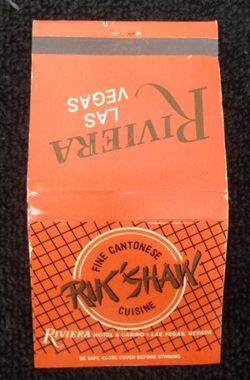 RIVIERA
LAS
VEGAS
FINE CANTONESE
RIK'SHAW
CUISINE
RIVIERA HOTEL & CASINO • LAS VEGAS, NEVADA
BE SAFE-CLOSE COVER BEFORE STRIKING